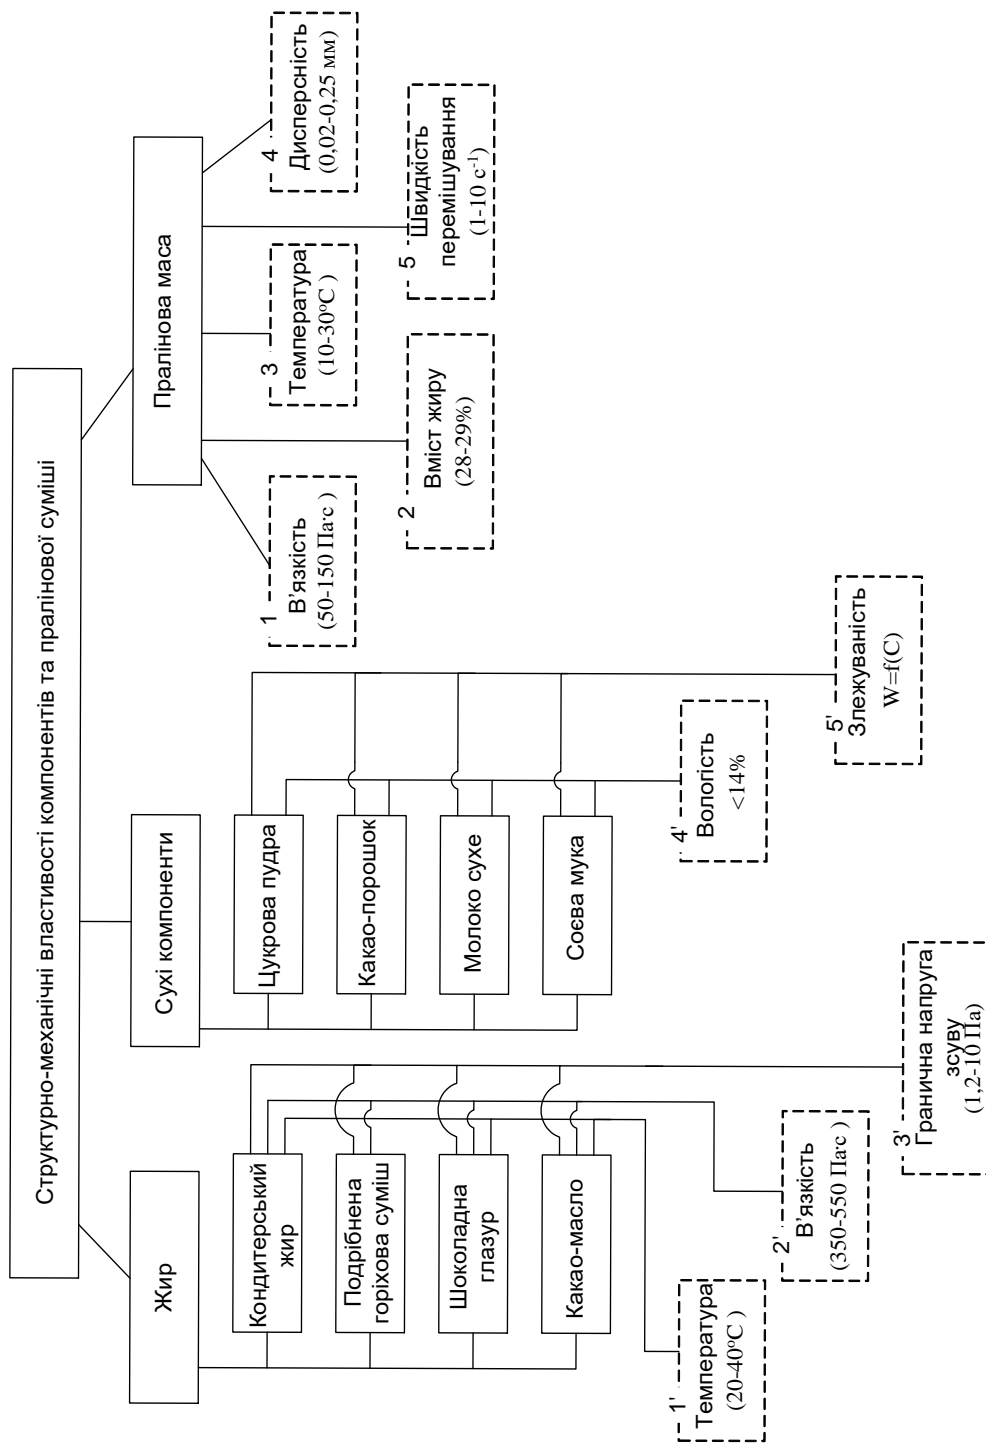 Структурно-механічні властивості компонентів та пралінової суміші
Жир
Кондитерський
жир
Подрібнена
горіхова суміш
Шоколадна
глазур
Какао-масло
1'
Температура
(20-40ºС )
2'
В'язкість
(350-550 Па·с )
3'
Гранична напруга
зсуву
(1,2-10 Па)
Сухі компоненти
Цукрова пудра
Какао-порошок
Молоко сухе
Соєва мука
4'
Вологість
<14%
5'
Злежуваність
W=f(C)
Пралінова маса
1
В'язкість
(50-150 Па·с )
2
Вміст жиру
(28-29%)
3
Температура
(10-30ºС )
4
Дисперсність
(0,02-0,25 мм)
5
Швидкість
перемішування
(1-10 с⁻¹)